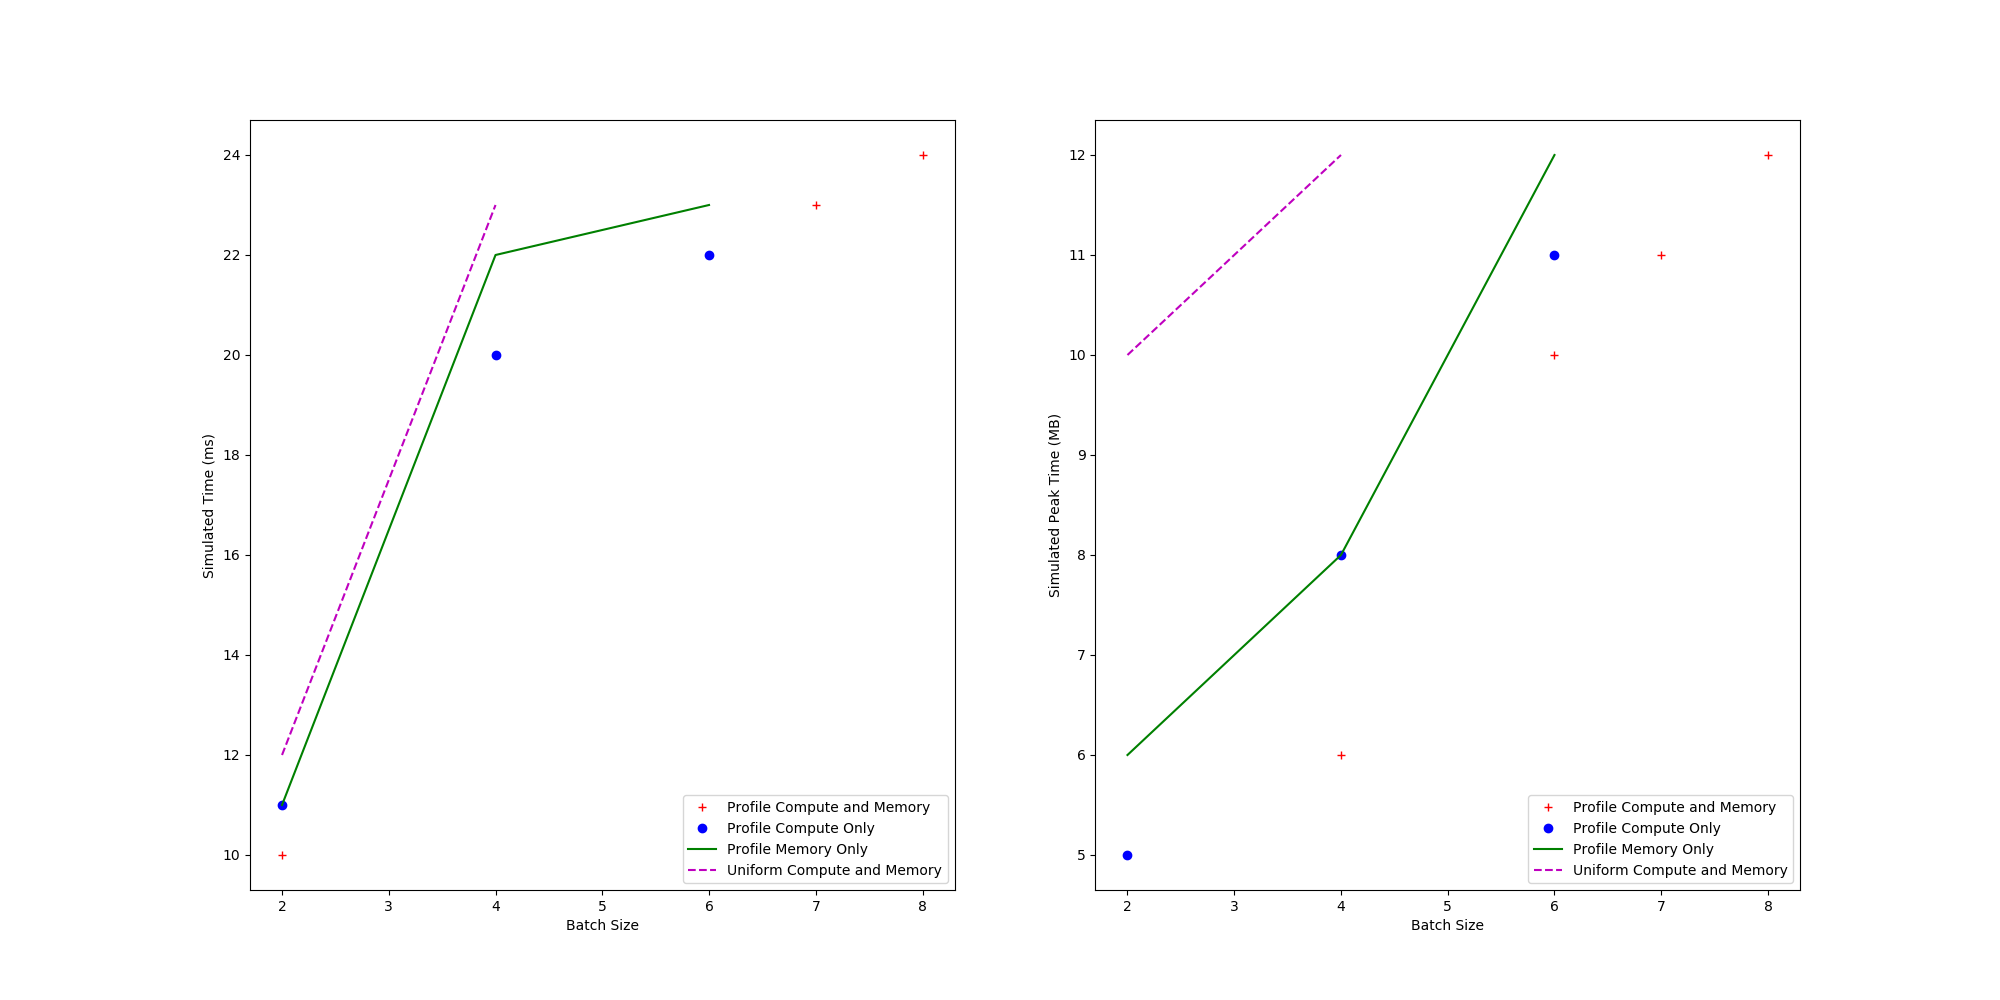 24
22
20
18
16
14
12
10
Simulated Time (ms)
2 3 4 5 6 7 8
Batch Size
Profile Compute and Memory
Profile Compute Only
Profile Memory Only
Uniform Compute and Memory
12
11
10
9
8
7
6
5
Simulated Peak Time (MB)
2 3 4 5 6 7 8
Batch Size
Profile Compute and Memory
Profile Compute Only
Profile Memory Only
Uniform Compute and Memory